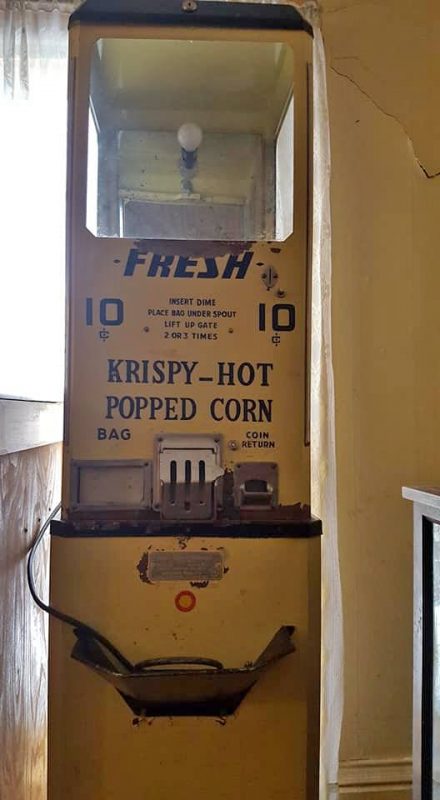 -FRESH-
10 ¢
INSERT DIME
PLACE BAG UNDER SPOUT
LIFT UP GATE
2 OR 3 TIMES
10 ¢
KRISPY-HOT
POPPED CORN
BAG
COIN
RETURN